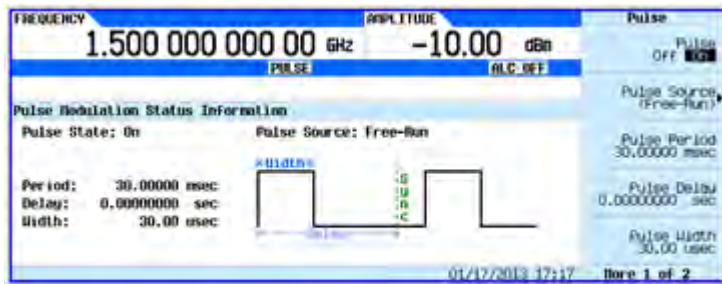 FREQUENCY
AMPLITUDE
Pulse
1.500 000 000 00 GHz
-10.00 dBm
Pulse
Off On
PULSE
ALC OFF
Pulse Source
(Free-Run)
Pulse Modulation Status Information
Pulse State: On
Pulse Source: Free-Run
Pulse Period
30.00000 msec
Width
Sync
Period: 30.00000 msec
Delay: 0.00000000 sec
Width: 30.00 usec
Pulse Delay
0.00000000 sec
Pulse Width
30.00 usec
01/17/2013 17:17
More 1 of 2